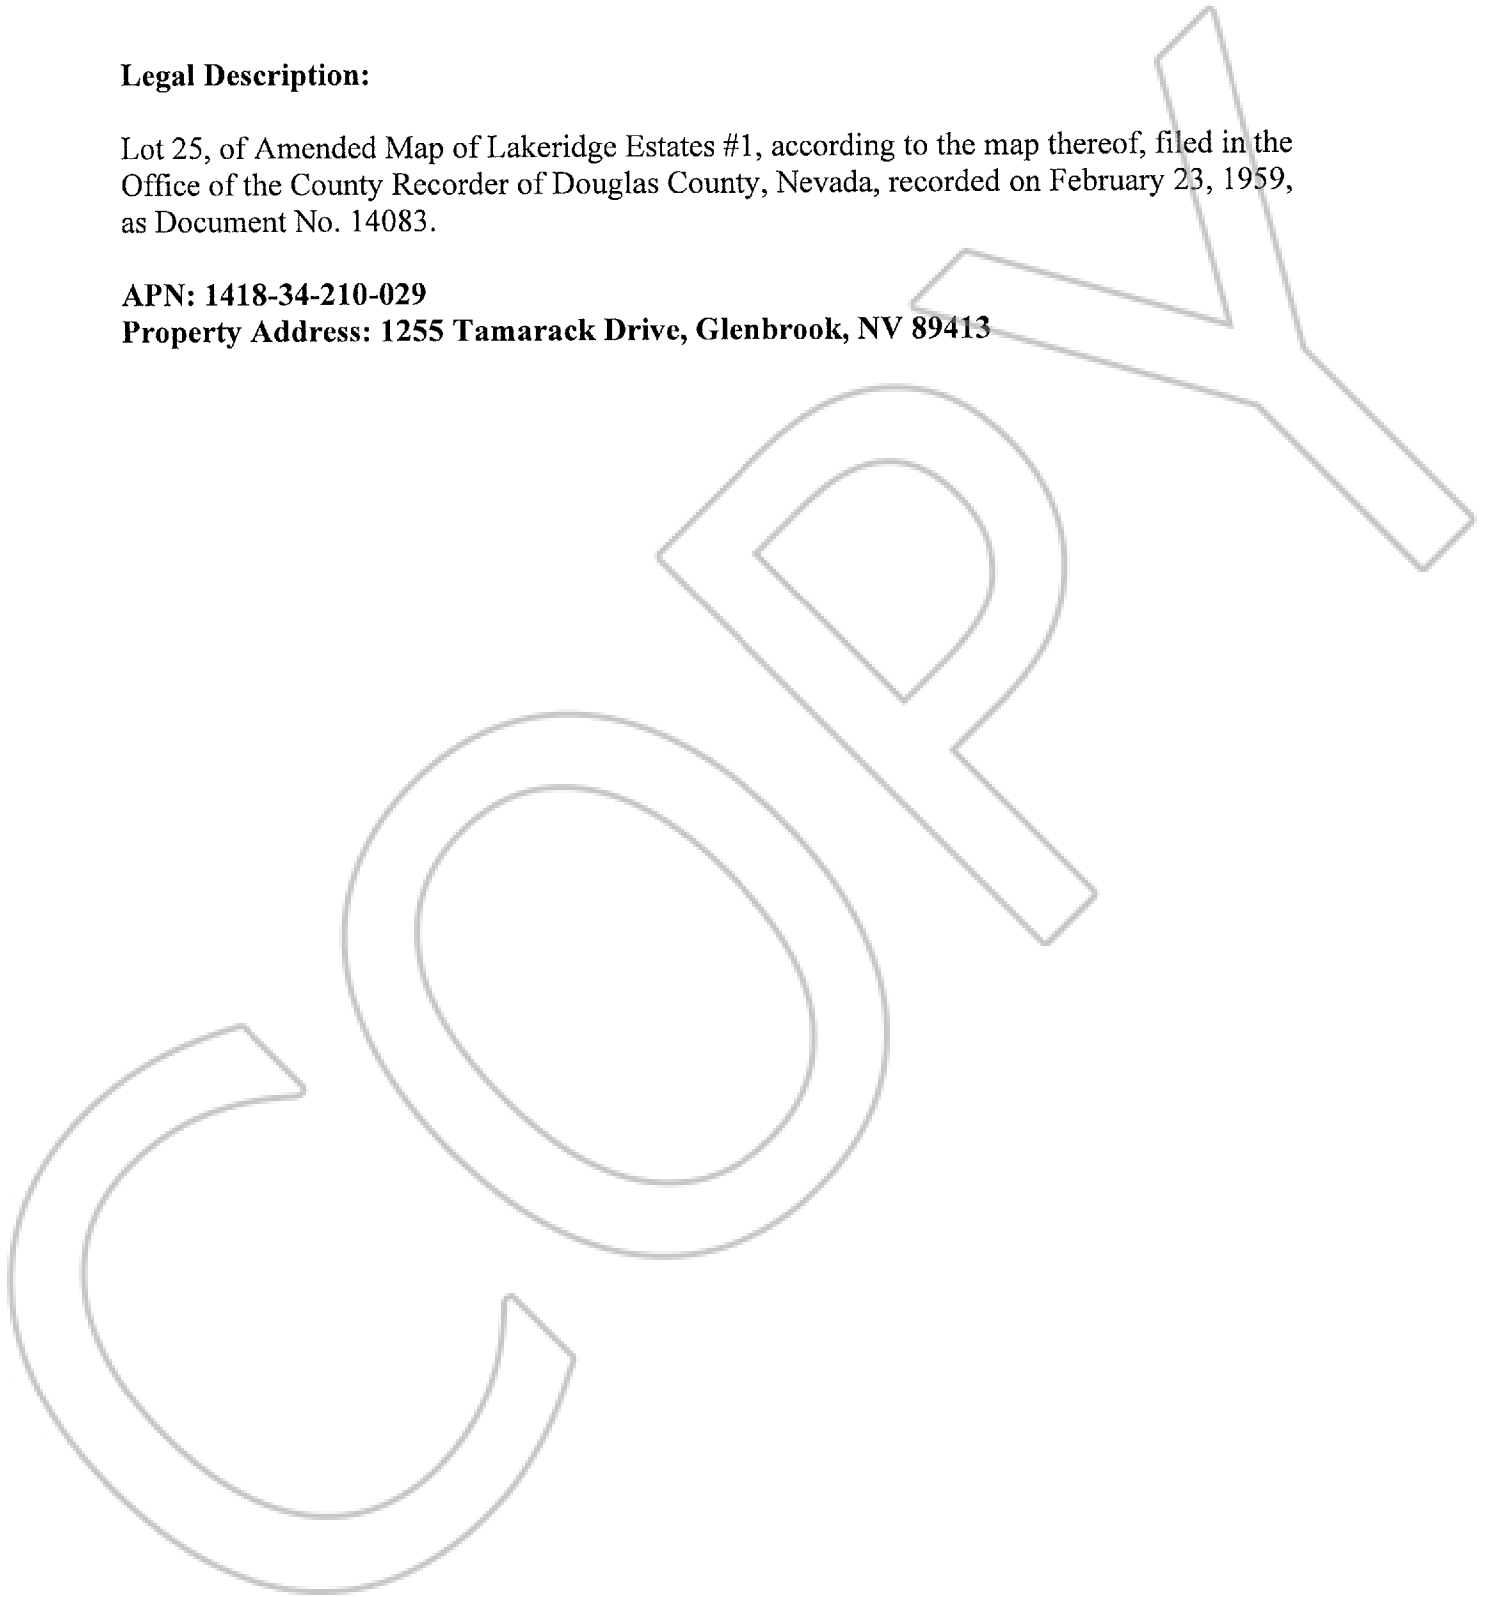 Legal Description:
Lot 25, of Amended Map of Lakeridge Estates #1, according to the map thereof, filed in the
Office of the County Recorder of Douglas County, Nevada, recorded on February 23, 1959,
as Document No. 14083.
APN: 1418-34-210-029
Property Address: 1255 Tamarack Drive, Glenbrook, NV 89413
COPY